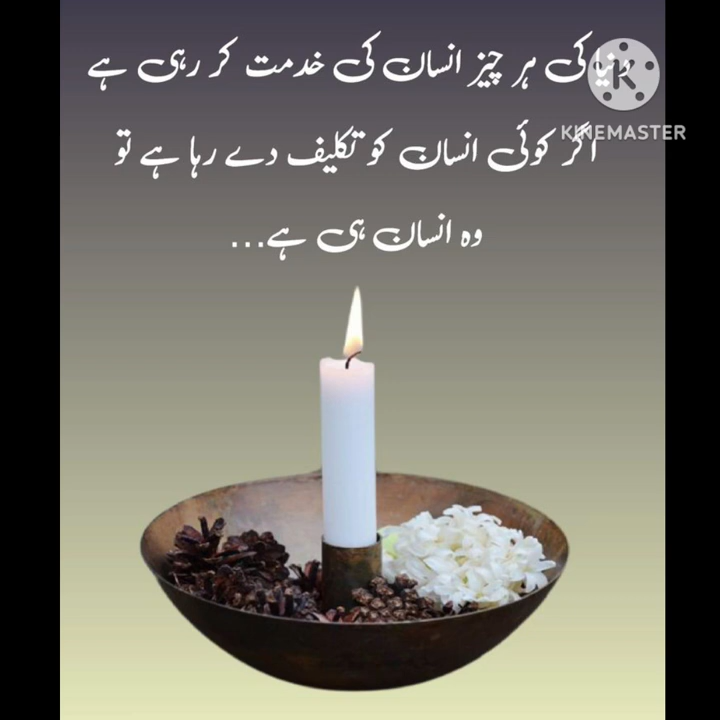 دنیا کی ہر چیز انسان کی خدمت کر رہی ہے
اگر کوئی انسان کو تکلیف دے رہا ہے تو
وہ انسان ہی ہے...
K
KINEMASTER